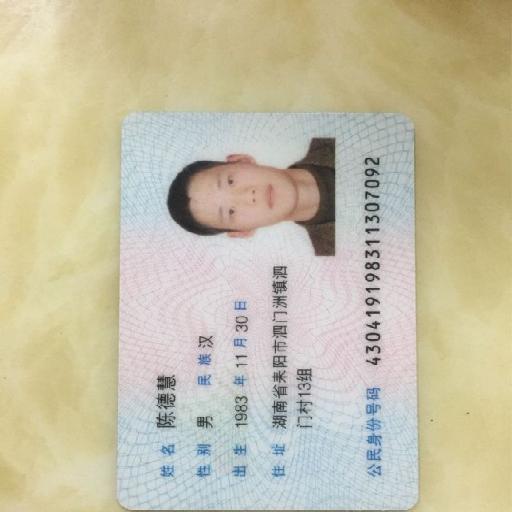 姓名 陈德慧
性别 男 民族 汉
出生 1983 年 11 月 30 日
住址 湖南省耒阳市泗门洲镇泗
门村13组
公民身份号码 430419198311307092